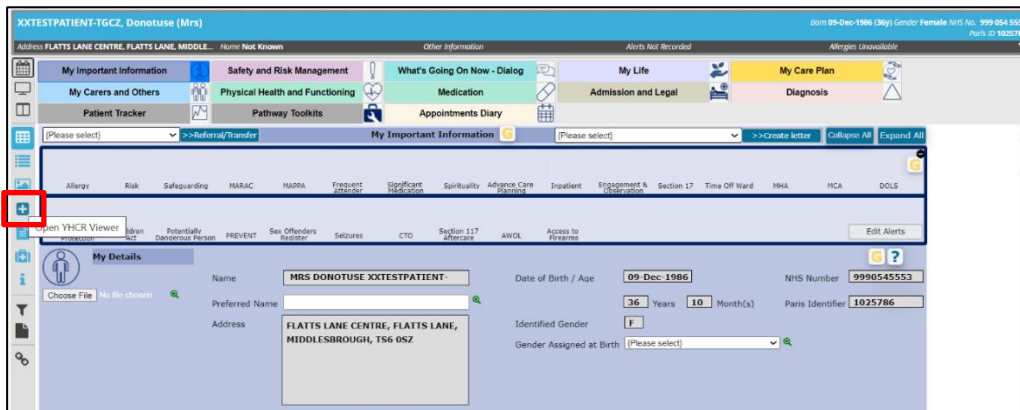 XXTESTPATIENT-TGCZ, Donotuse (Mrs)
Born 09-Dec-1986 (36y) Gender Female NHS No. 999 054 555
Paris ID 102578
Address FLATTS LANE CENTRE, FLATTS LANE, MIDDLE... Home Not Known Other Information Alerts Not Recorded Allergies Unavailable
My Important Information Safety and Risk Management What's Going On Now - Dialog My Life My Care Plan
My Carers and Others Physical Health and Functioning Medication Admission and Legal Diagnosis
Patient Tracker Pathway Toolkits Appointments Diary
(Please select) >>Referral/Transfer My Important Information G (Please select) >>Create letter Collapse All Expand All
G
Allergy Risk Safeguarding MARAC MAPPA Frequent Attender Significant Medication Spirituality Advance Care Planning Inpatient Engagement & Observation Section 17 Time Off Ward MHA MCA DOLS
Open YHCR Viewer
Protection Act Potentially Dangerous Person PREVENT Sex Offenders Register Seizures CTO Section 117 Aftercare AWOL Access to Firearms Edit Alerts
My Details G ?
Name MRS DONOTUSE XXTESTPATIENT- Date of Birth / Age 09-Dec-1986 NHS Number 9990545553
Choose File No file chosen
Preferred Name 36 Years 10 Month(s) Paris Identifier 1025786
Address FLATTS LANE CENTRE, FLATTS LANE, Identified Gender F
MIDDLESBROUGH, TS6 0SZ Gender Assigned at Birth (Please select)